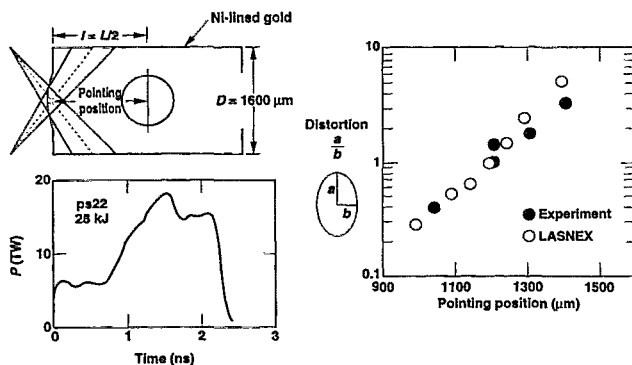 Ni-lined gold
l = L/2
Pointing
position
D = 1600 μm
20
ps22
25 kJ
P (TW)
10
0
0 1 2 3
Time (ns)
10
Distortion
a
b
1
a
b
Experiment
LASNEX
0.1
900 1100 1300 1500
Pointing position (μm)